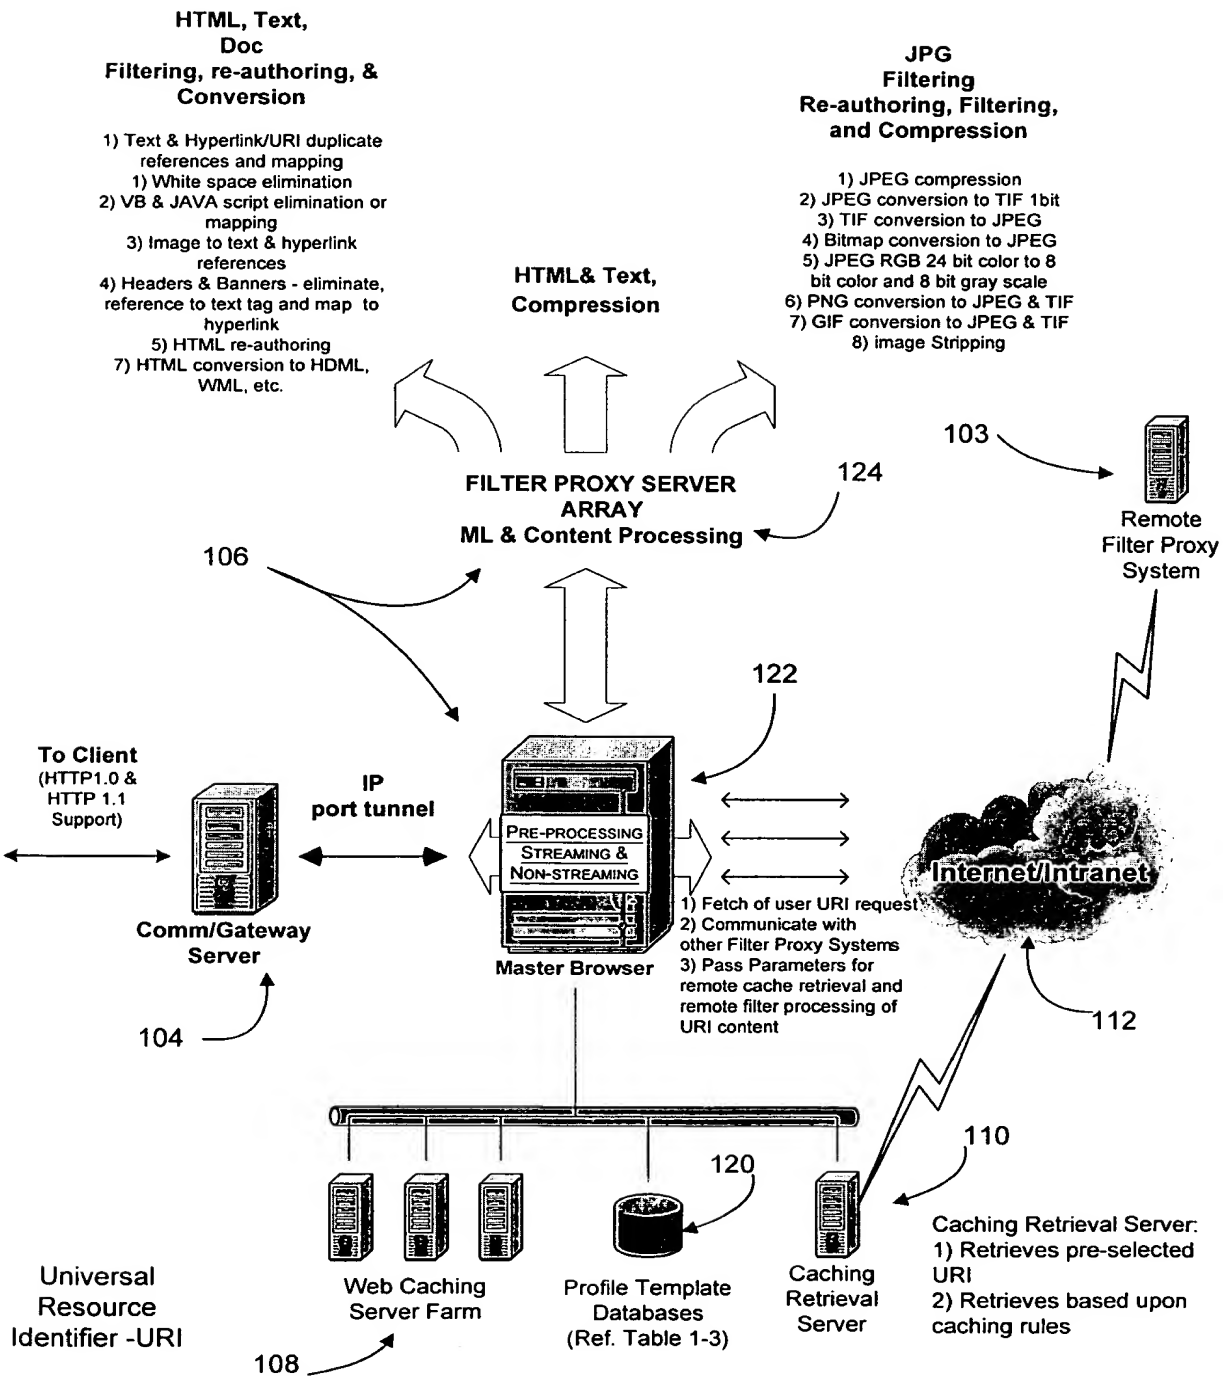 HTML, Text,
Doc
Filtering, re-authoring, &
Conversion
1) Text & Hyperlink/URI duplicate
references and mapping
1) White space elimination
2) VB & JAVA script elimination or
mapping
3) Image to text & hyperlink
references
4) Headers & Banners - eliminate,
reference to text tag and map to
hyperlink
5) HTML re-authoring
7) HTML conversion to HDML,
WML, etc.
HTML& Text,
Compression
JPG
Filtering
Re-authoring, Filtering,
and Compression
1) JPEG compression
2) JPEG conversion to TIF 1bit
3) TIF conversion to JPEG
4) Bitmap conversion to JPEG
5) JPEG RGB 24 bit color to 8
bit color and 8 bit gray scale
6) PNG conversion to JPEG & TIF
7) GIF conversion to JPEG & TIF
8) image Stripping
103
Remote
Filter Proxy
System
FILTER PROXY SERVER
ARRAY
ML & Content Processing
124
106
122
To Client
(HTTP1.0 &
HTTP 1.1
Support)
IP
port tunnel
PRE-PROCESSING
STREAMING &
NON-STREAMING
Internet/Intranet
Comm/Gateway
Server
Master Browser
1) Fetch of user URI request
2) Communicate with
other Filter Proxy Systems
3) Pass Parameters for
remote cache retrieval and
remote filter processing of
URI content
104
112
110
120
Universal
Resource
Identifier -URI
Web Caching
Server Farm
Profile Template
Databases
(Ref. Table 1-3)
Caching
Retrieval
Server
Caching Retrieval Server:
1) Retrieves pre-selected
URI
2) Retrieves based upon
caching rules
108